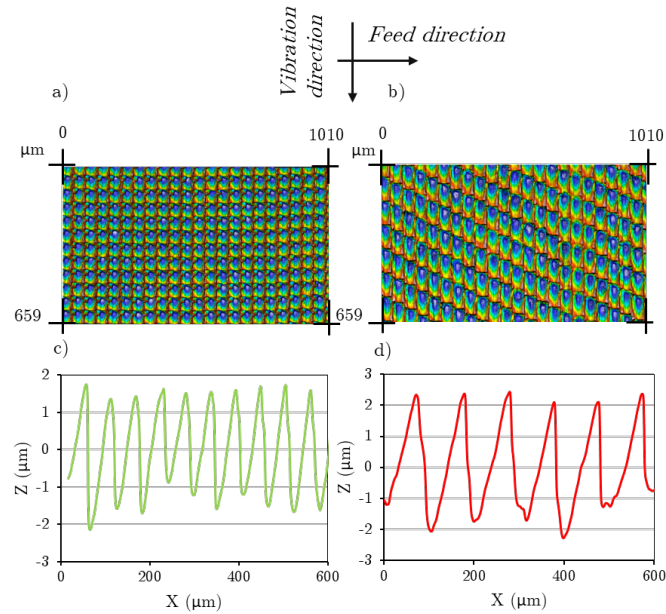 Vibration
direction
Feed direction
a)
b)
0
1010
0
1010
µm
659
659
c)
d)
2
1
0
-1
-2
-3
Z (µm)
0
200
400
600
X (µm)
3
2
1
0
-1
-2
-3
Z (µm)
0
200
400
600
X (µm)